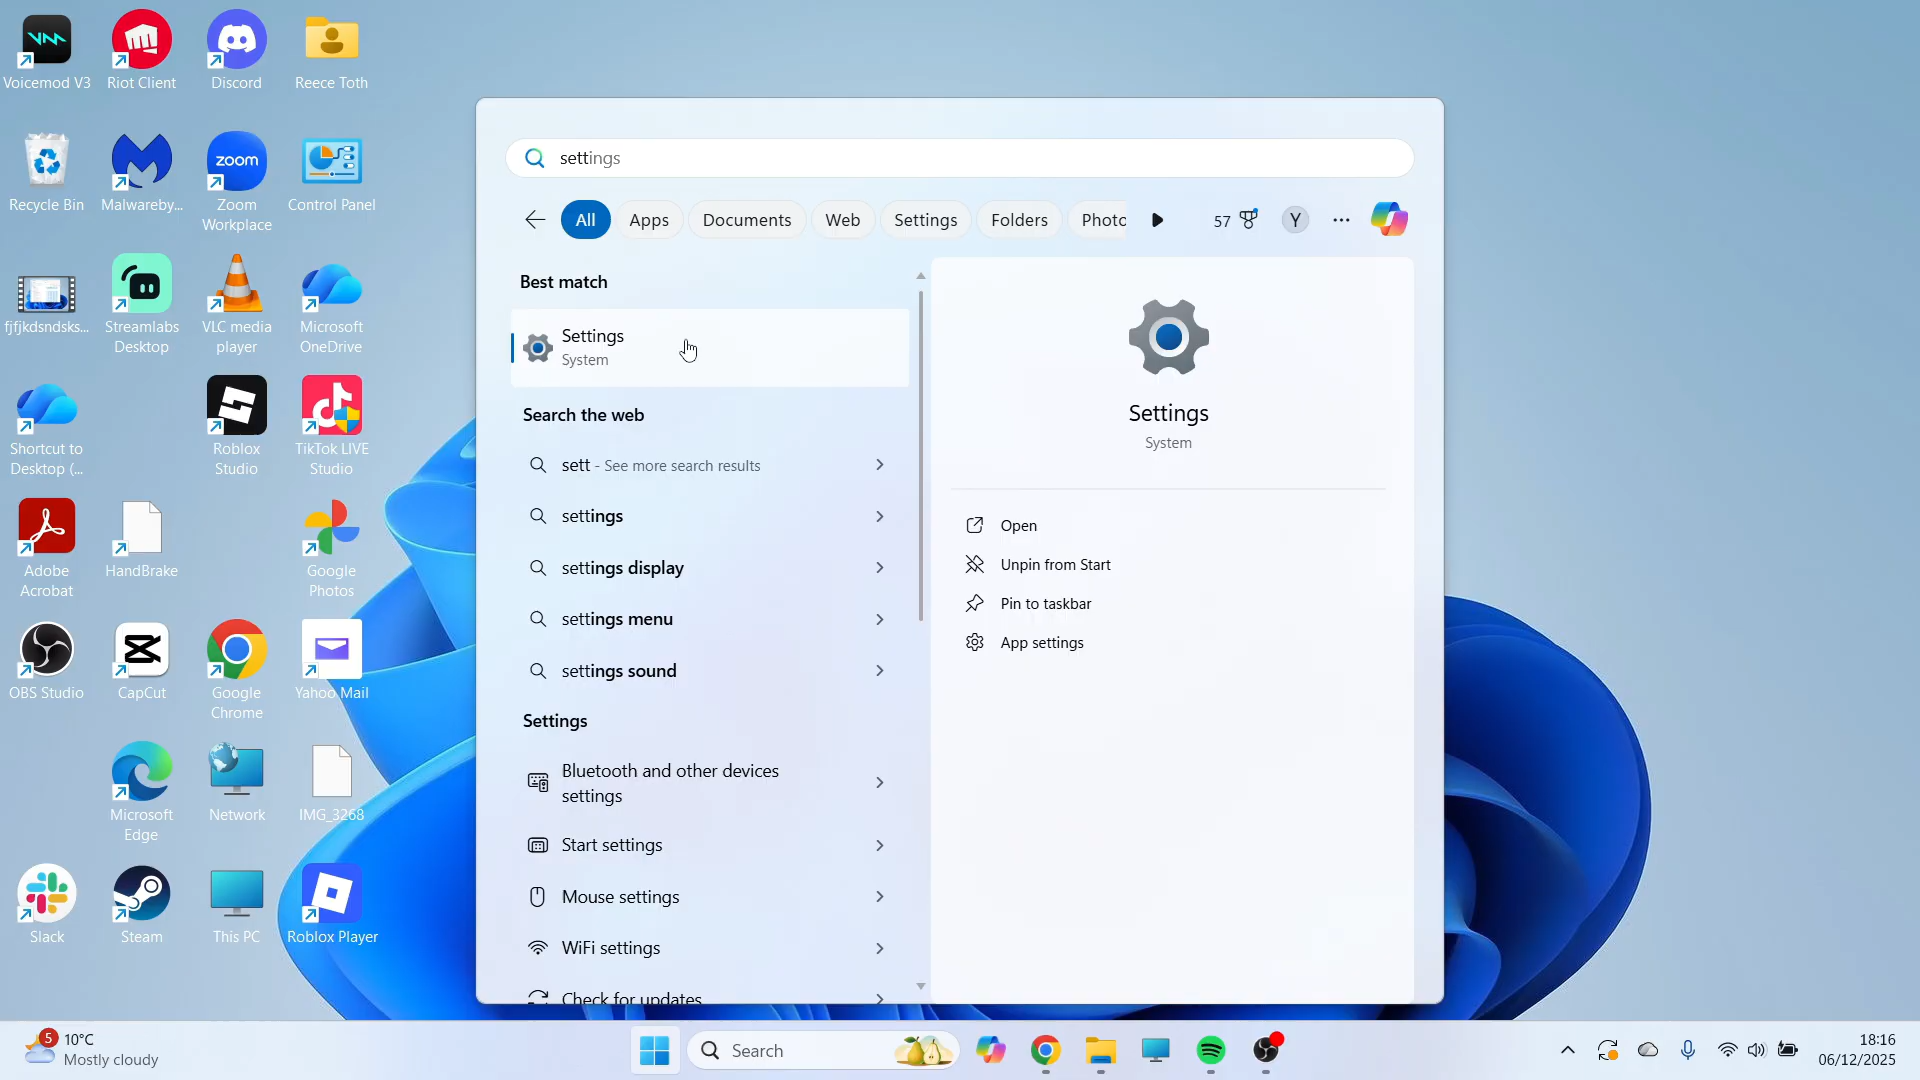 Voicemod V3
Riot Client
Discord
Reece Toth
Recycle Bin
Malwareby...
zoom
Zoom
Workplace
Control Panel
fjfjkdsndsks...
Streamlabs
Desktop
VLC media
player
Microsoft
OneDrive
Shortcut to
Desktop (...
Roblox
Studio
TikTok LIVE
Studio
Adobe
Acrobat
HandBrake
Google
Photos
OBS Studio
CapCut
Google
Chrome
Yahoo Mail
Microsoft
Edge
Network
IMG_3268
Slack
Steam
This PC
Roblox Player
settings
All
Apps
Documents
Web
Settings
Folders
Photo
57
Y
Best match
Settings
System
Search the web
sett - See more search results
settings
settings display
settings menu
settings sound
Settings
Bluetooth and other devices
settings
Start settings
Mouse settings
WiFi settings
Check for updates
Settings
System
Open
Unpin from Start
Pin to taskbar
App settings
5
10°C
Mostly cloudy
Search
18:16
06/12/2025